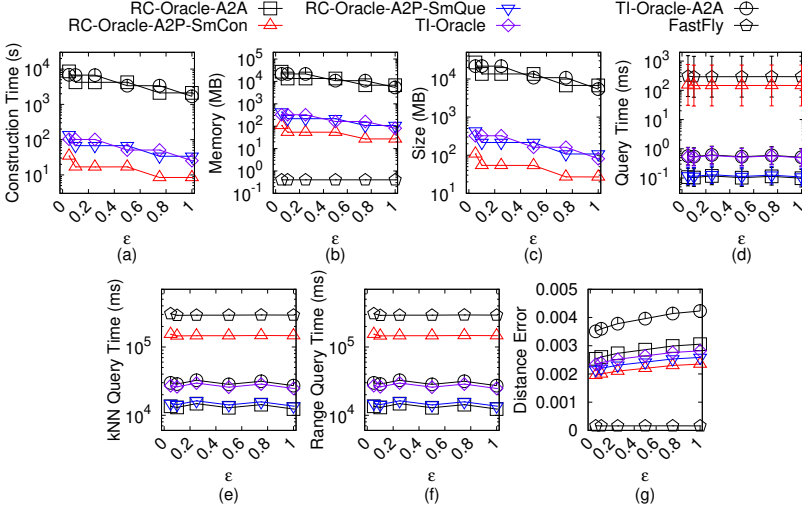 RC-Oracle-A2A RC-Oracle-A2P-SmQue TI-Oracle-A2A
RC-Oracle-A2P-SmCon TI-Oracle FastFly
Construction Time (s)
10^4
10^3
10^2
10^1
0 0.2 0.4 0.6 0.8 1
ε
(a)
Memory (MB)
10^5
10^4
10^3
10^2
10^1
10^0
10^-1
0 0.2 0.4 0.6 0.8 1
ε
(b)
Size (MB)
10^4
10^3
10^2
10^1
0 0.2 0.4 0.6 0.8 1
ε
(c)
Query Time (ms)
10^3
10^2
10^1
10^0
10^-1
0 0.2 0.4 0.6 0.8 1
ε
(d)
kNN Query Time (ms)
10^5
10^4
0 0.2 0.4 0.6 0.8 1
ε
(e)
Range Query Time (ms)
10^5
10^4
0 0.2 0.4 0.6 0.8 1
ε
(f)
Distance Error
0.005
0.004
0.003
0.002
0.001
0
0 0.2 0.4 0.6 0.8 1
ε
(g)